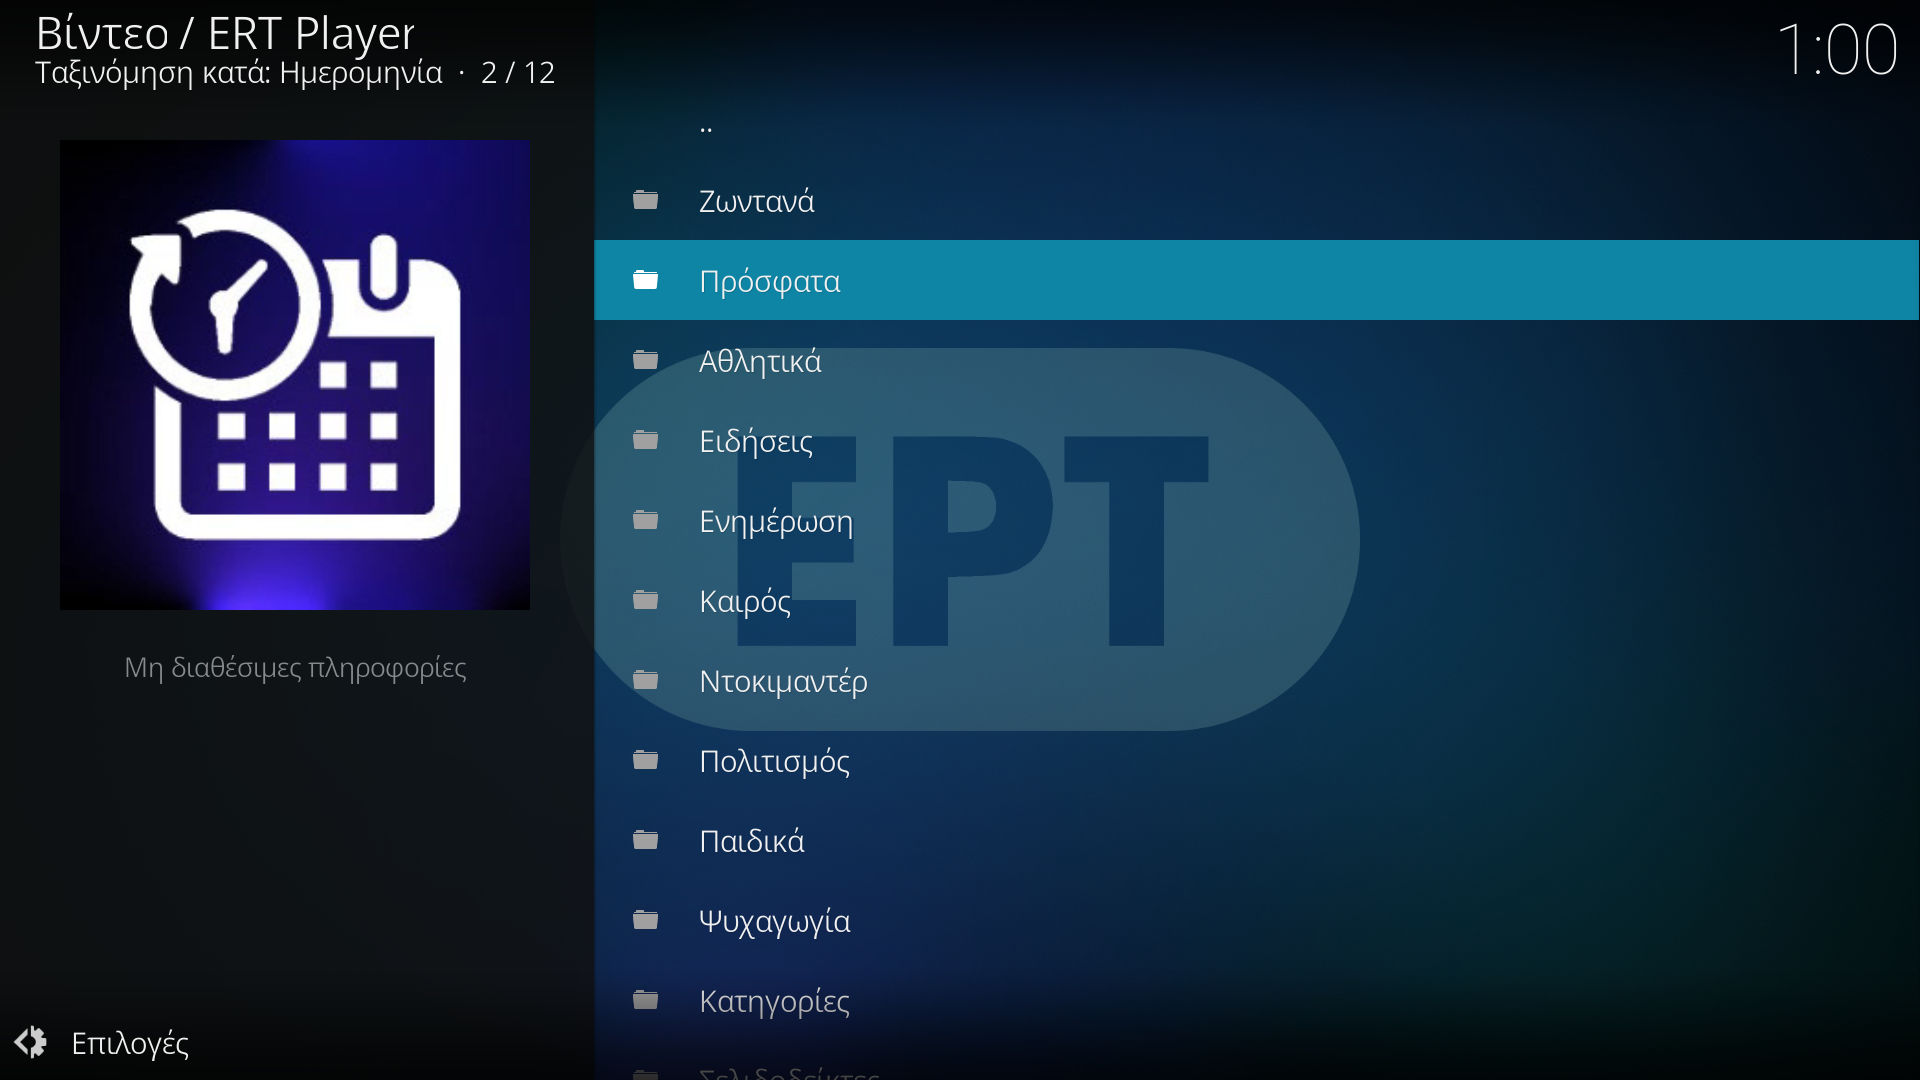 Βίντεο / ERT Player
Ταξινόμηση κατά: Ημερομηνία · 2 / 12
1:00
..
Ζωντανά
Πρόσφατα
Αθλητικά
Ειδήσεις
Ενημέρωση
Καιρός
Ντοκιμαντέρ
Πολιτισμός
Παιδικά
Ψυχαγωγία
Κατηγορίες
Σελιδοδείκτες
ΕΡΤ
Μη διαθέσιμες πληροφορίες
Επιλογές